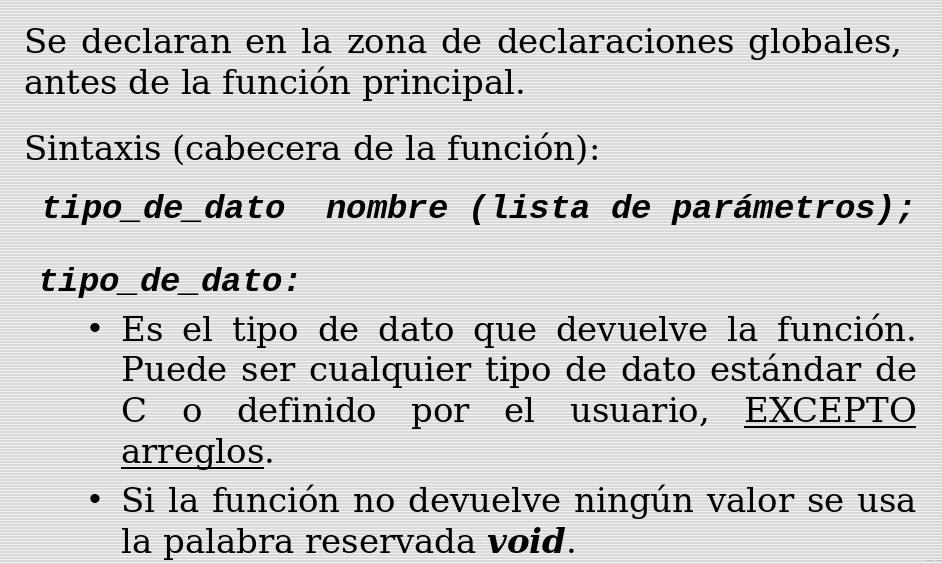 Se declaran en la zona de declaraciones globales,
antes de la función principal.
Sintaxis (cabecera de la función):
tipo_de_dato nombre (lista de parámetros);
tipo_de_dato:
• Es el tipo de dato que devuelve la función.
Puede ser cualquier tipo de dato estándar de
C o definido por el usuario, EXCEPTO
arreglos.
• Si la función no devuelve ningún valor se usa
la palabra reservada void.